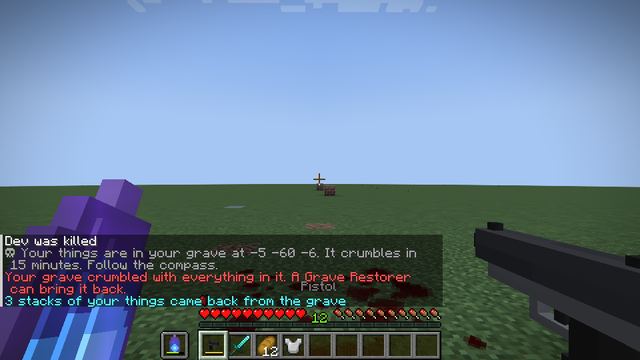 Dev was killed
☠ Your things are in your grave at -5 -60 -6. It crumbles in
15 minutes. Follow the compass.
Your grave crumbled with everything in it. A Grave Restorer
can bring it back.
Pistol
3 stacks of your things came back from the grave
12
12